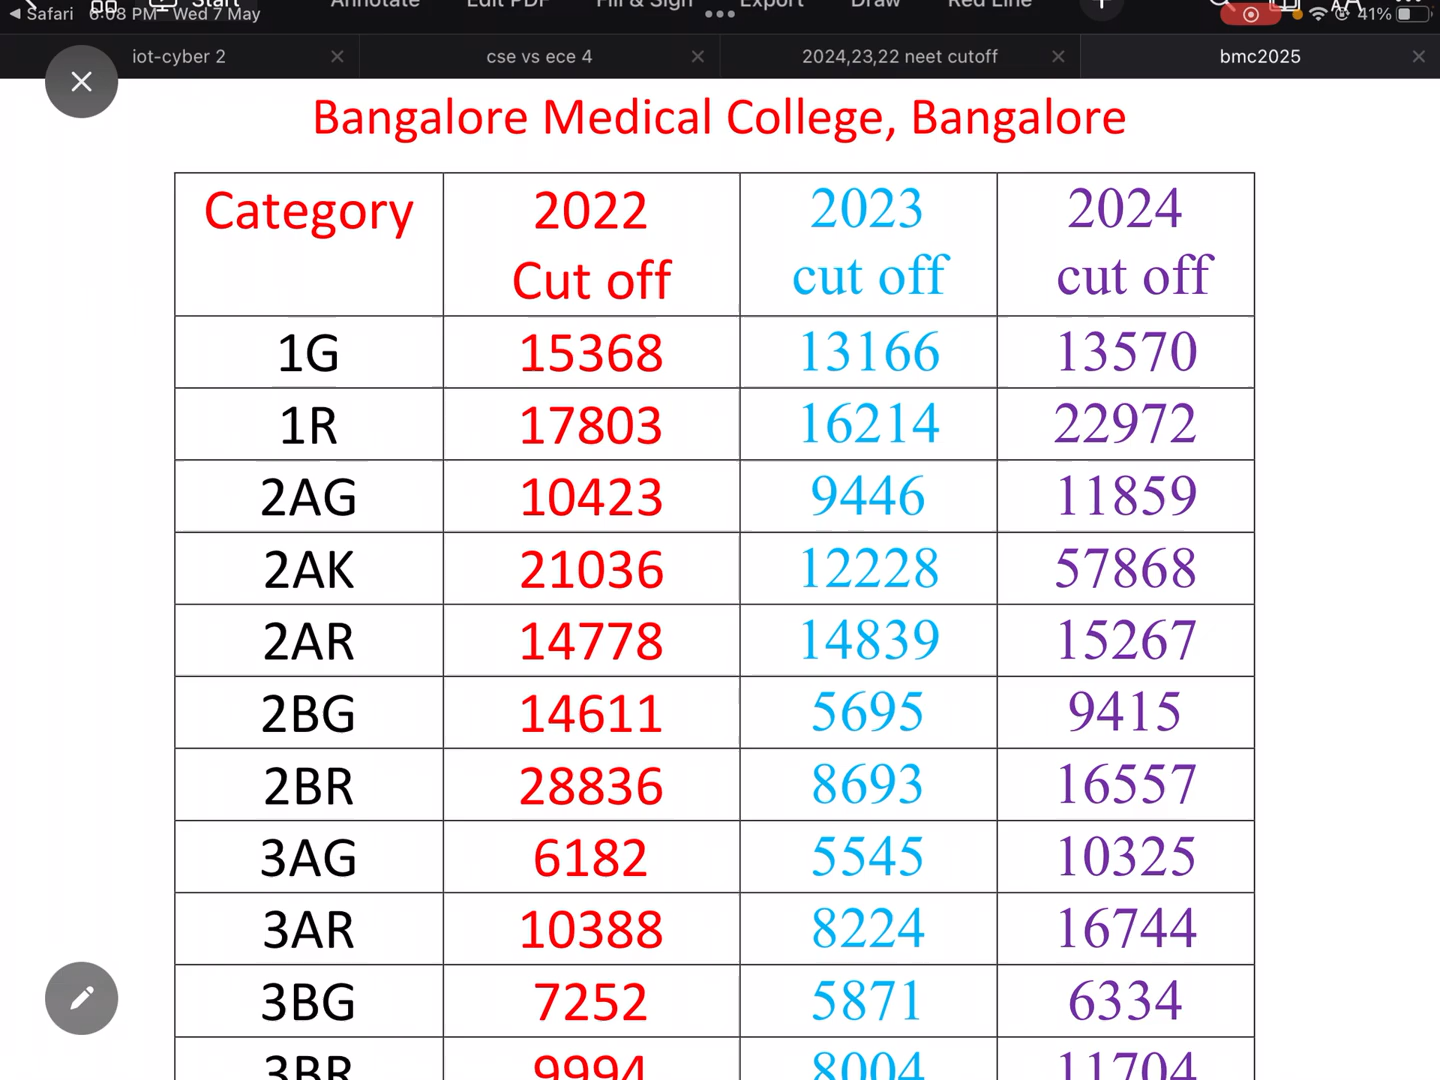 Start Annotate Edit PDF Fill & Sign Export Draw Red Line
Safari 6:08 PM Wed 7 May 41%
iot-cyber 2 cse vs ece 4 2024,23,22 neet cutoff bmc2025
Bangalore Medical College, Bangalore
Category 2022 2023 2024
Cut off cut off cut off
1G 15368 13166 13570
1R 17803 16214 22972
2AG 10423 9446 11859
2AK 21036 12228 57868
2AR 14778 14839 15267
2BG 14611 5695 9415
2BR 28836 8693 16557
3AG 6182 5545 10325
3AR 10388 8224 16744
3BG 7252 5871 6334
3BR 9994 8004 11704